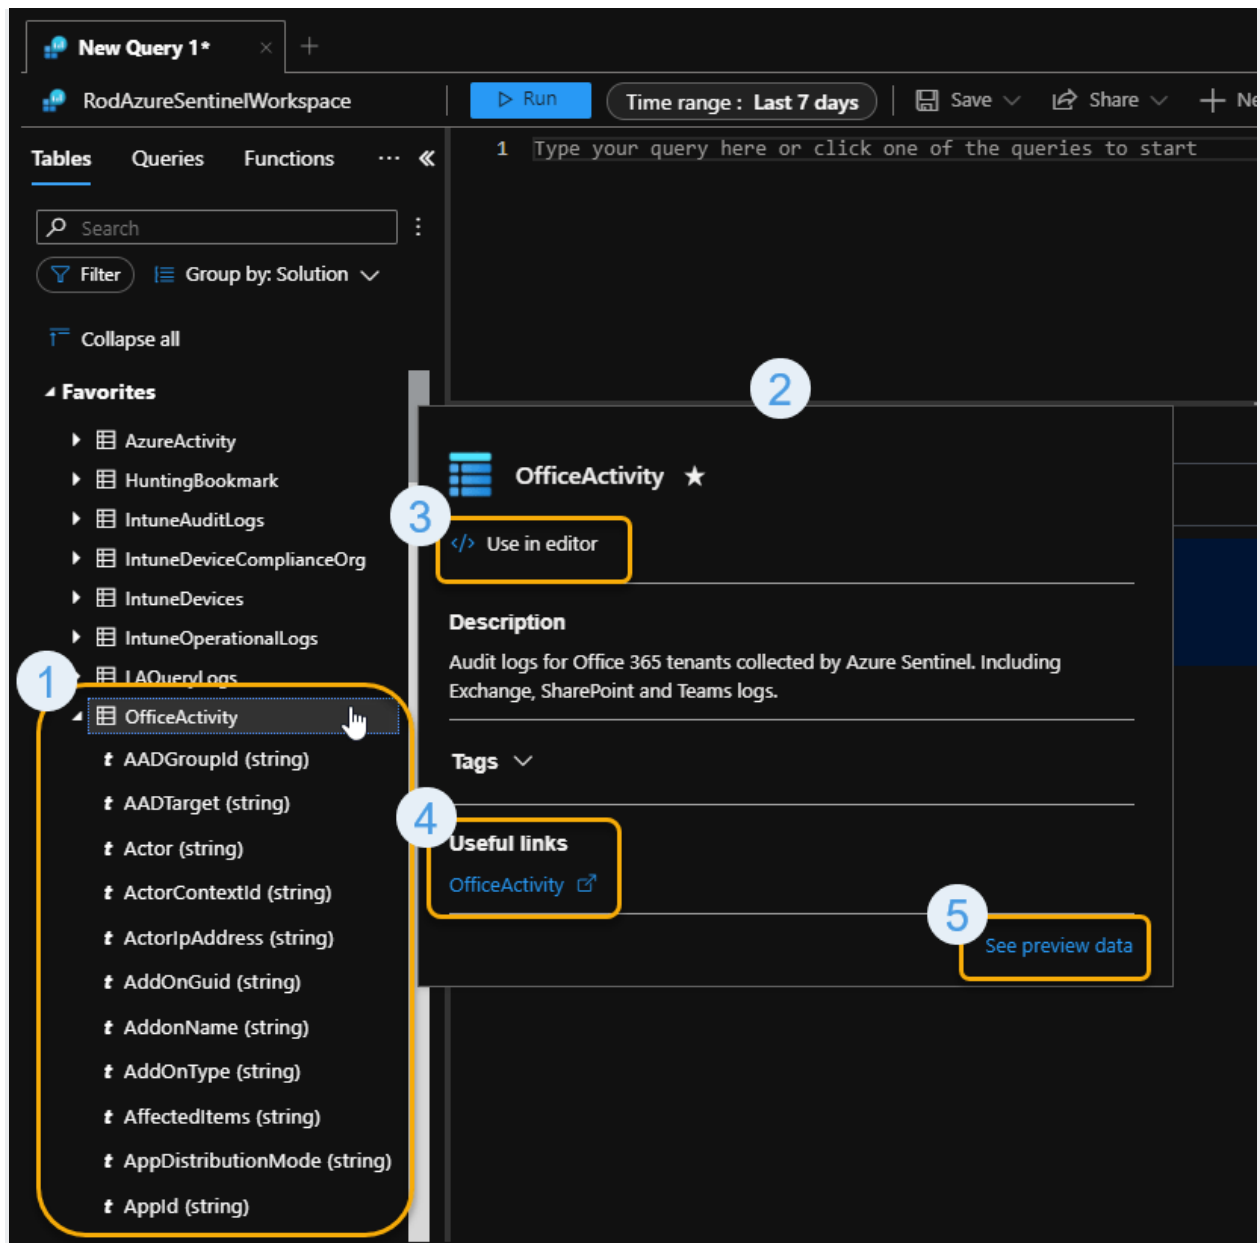 New Query 1*
RodAzureSentinelWorkspace
Run
Time range : Last 7 days
Save
Share
Ne
Tables
Queries
Functions
1 Type your query here or click one of the queries to start
Search
Filter
Group by: Solution
Collapse all
Favorites
AzureActivity
HuntingBookmark
IntuneAuditLogs
IntuneDeviceComplianceOrg
IntuneDevices
IntuneOperationalLogs
LAQueryLogs
1
OfficeActivity
t AADGroupId (string)
t AADTarget (string)
t Actor (string)
t ActorContextId (string)
t ActorIpAddress (string)
t AddOnGuid (string)
t AddonName (string)
t AddOnType (string)
t AffectedItems (string)
t AppDistributionMode (string)
t AppId (string)
2
OfficeActivity
3
</> Use in editor
Description
Audit logs for Office 365 tenants collected by Azure Sentinel. Including
Exchange, SharePoint and Teams logs.
Tags
4
Useful links
OfficeActivity
5
See preview data